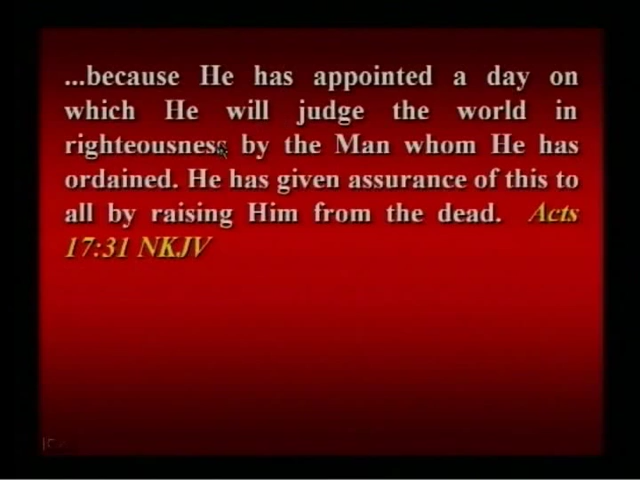 ...because He has appointed a day on
which He will judge the world in
righteousness by the Man whom He has
ordained. He has given assurance of this to
all by raising Him from the dead. Acts
17:31 NKJV